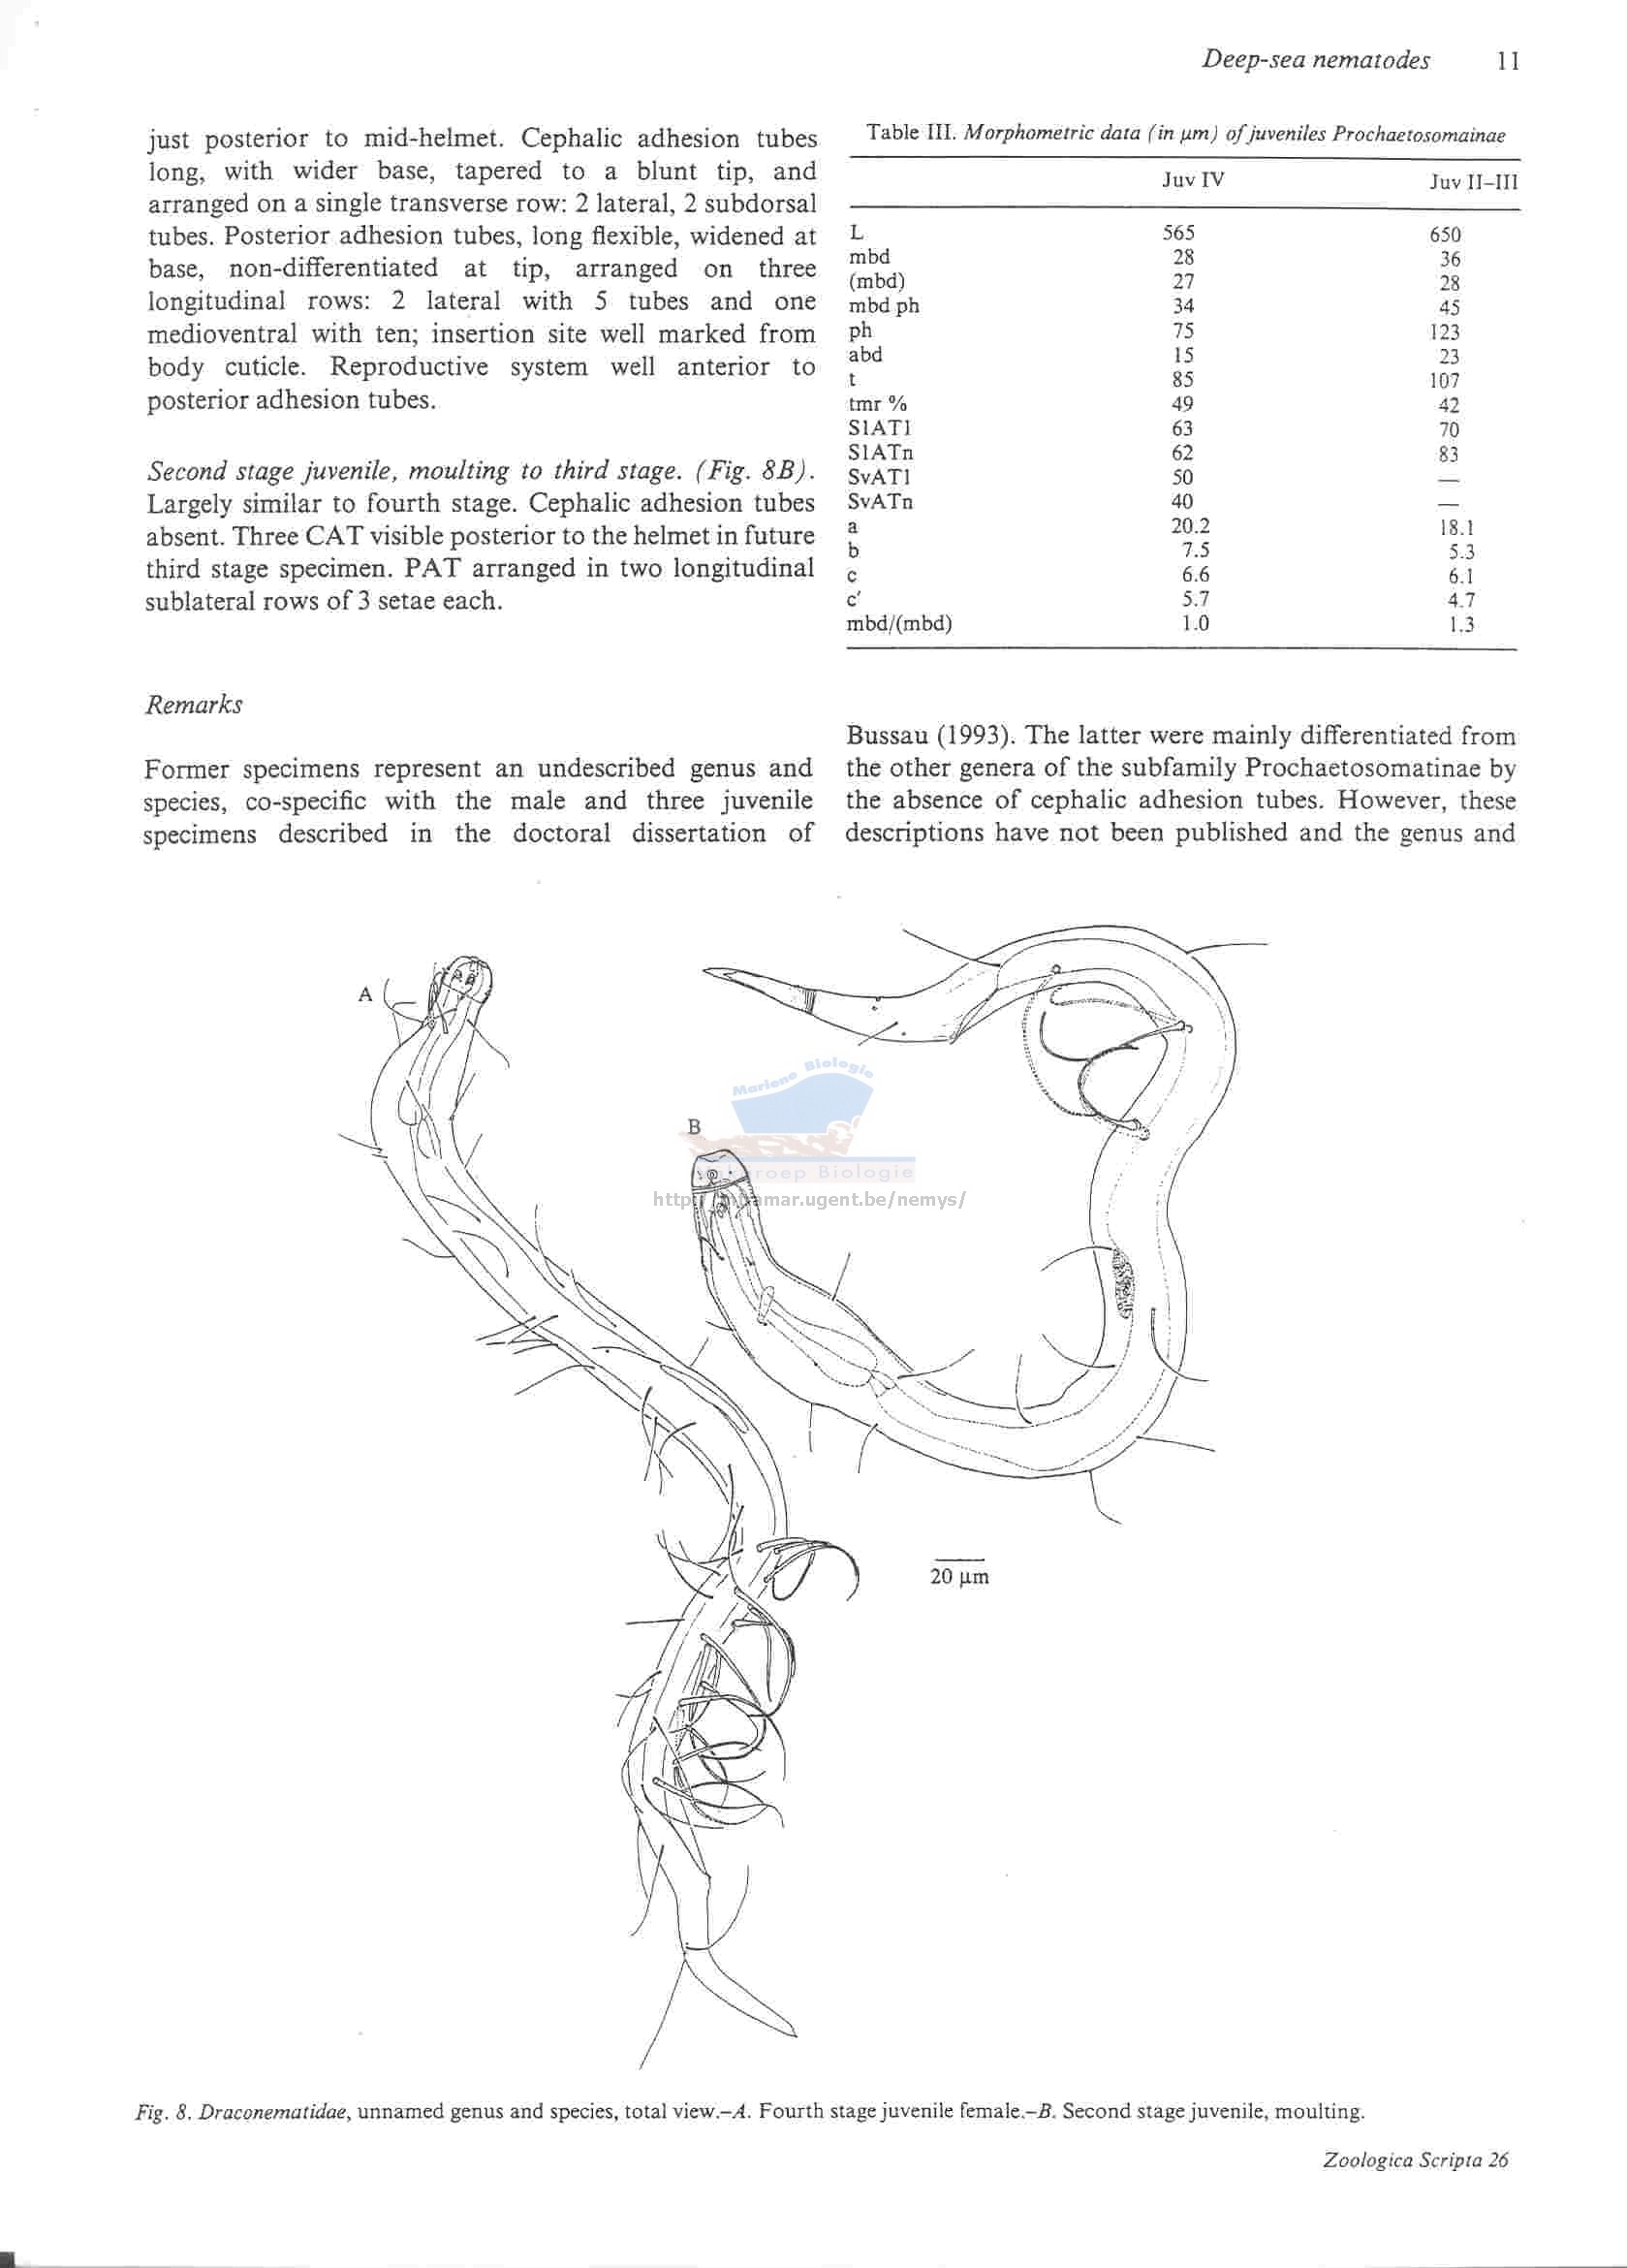 Deep-sea nematodes 11
just posterior to mid-helmet. Cephalic adhesion tubes
long, with wider base, tapered to a blunt tip, and
arranged on a single transverse row: 2 lateral, 2 subdorsal
tubes. Posterior adhesion tubes, long flexible, widened at
base, non-differentiated at tip, arranged on three
longitudinal rows: 2 lateral with 5 tubes and one
medioventral with ten; insertion site well marked from
body cuticle. Reproductive system well anterior to
posterior adhesion tubes.
Second stage juvenile, moulting to third stage. (Fig. 8B).
Largely similar to fourth stage. Cephalic adhesion tubes
absent. Three CAT visible posterior to the helmet in future
third stage specimen. PAT arranged in two longitudinal
sublateral rows of 3 setae each.
Remarks
Former specimens represent an undescribed genus and
species, co-specific with the male and three juvenile
specimens described in the doctoral dissertation of
Table III. Morphometric data (in µm) of juveniles Prochaetosomainae
Juv IV Juv II–III
L 565 650
mbd 28 36
(mbd) 27 28
mbd ph 34 45
ph 75 123
abd 15 23
t 85 107
tmr % 49 42
SlATl 63 70
SlATn 62 83
SvATl 50 —
SvATn 40 —
a 20.2 18.1
b 7.5 5.3
c 6.6 6.1
c' 5.7 4.7
mbd/(mbd) 1.0 1.3
Bussau (1993). The latter were mainly differentiated from
the other genera of the subfamily Prochaetosomatinae by
the absence of cephalic adhesion tubes. However, these
descriptions have not been published and the genus and
A
Mariene Biologie
B
Biologie
20 µm
Fig. 8. Draconematidae, unnamed genus and species, total view.–A. Fourth stage juvenile female.–B. Second stage juvenile, moulting.
Zoologica Scripta 26